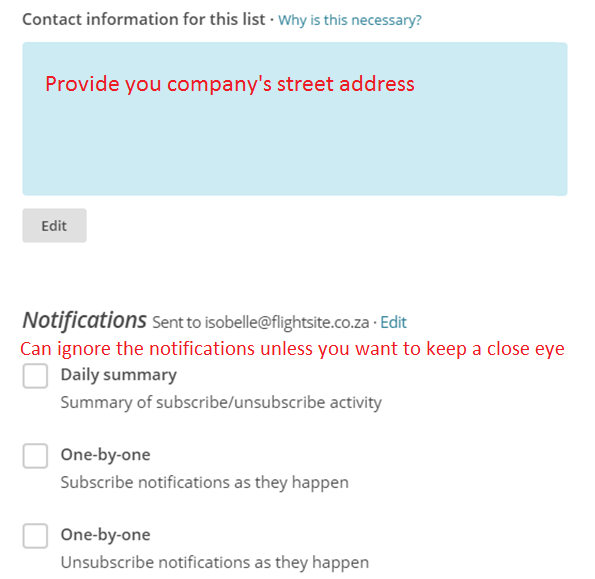 Contact information for this list · Why is this necessary?
Provide you company's street address
Edit
Notifications Sent to isobelle@flightsite.co.za · Edit
Can ignore the notifications unless you want to keep a close eye
Daily summary
Summary of subscribe/unsubscribe activity
One-by-one
Subscribe notifications as they happen
One-by-one
Unsubscribe notifications as they happen